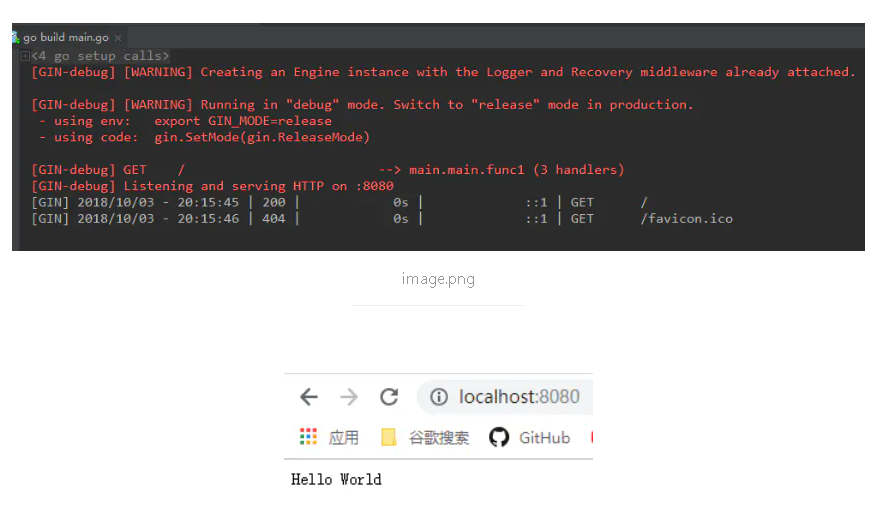 go build main.go ×
<4 go setup calls>
[GIN-debug] [WARNING] Creating an Engine instance with the Logger and Recovery middleware already attached.
[GIN-debug] [WARNING] Running in "debug" mode. Switch to "release" mode in production.
- using env:   export GIN_MODE=release
- using code:  gin.SetMode(gin.ReleaseMode)
[GIN-debug] GET    /                         --> main.main.func1 (3 handlers)
[GIN-debug] Listening and serving HTTP on :8080
[GIN] 2018/10/03 - 20:15:45 | 200 |            0s |             ::1 | GET      /
[GIN] 2018/10/03 - 20:15:46 | 404 |            0s |             ::1 | GET      /favicon.ico
image.png
localhost:8080
应用 谷歌搜索 GitHub
Hello World